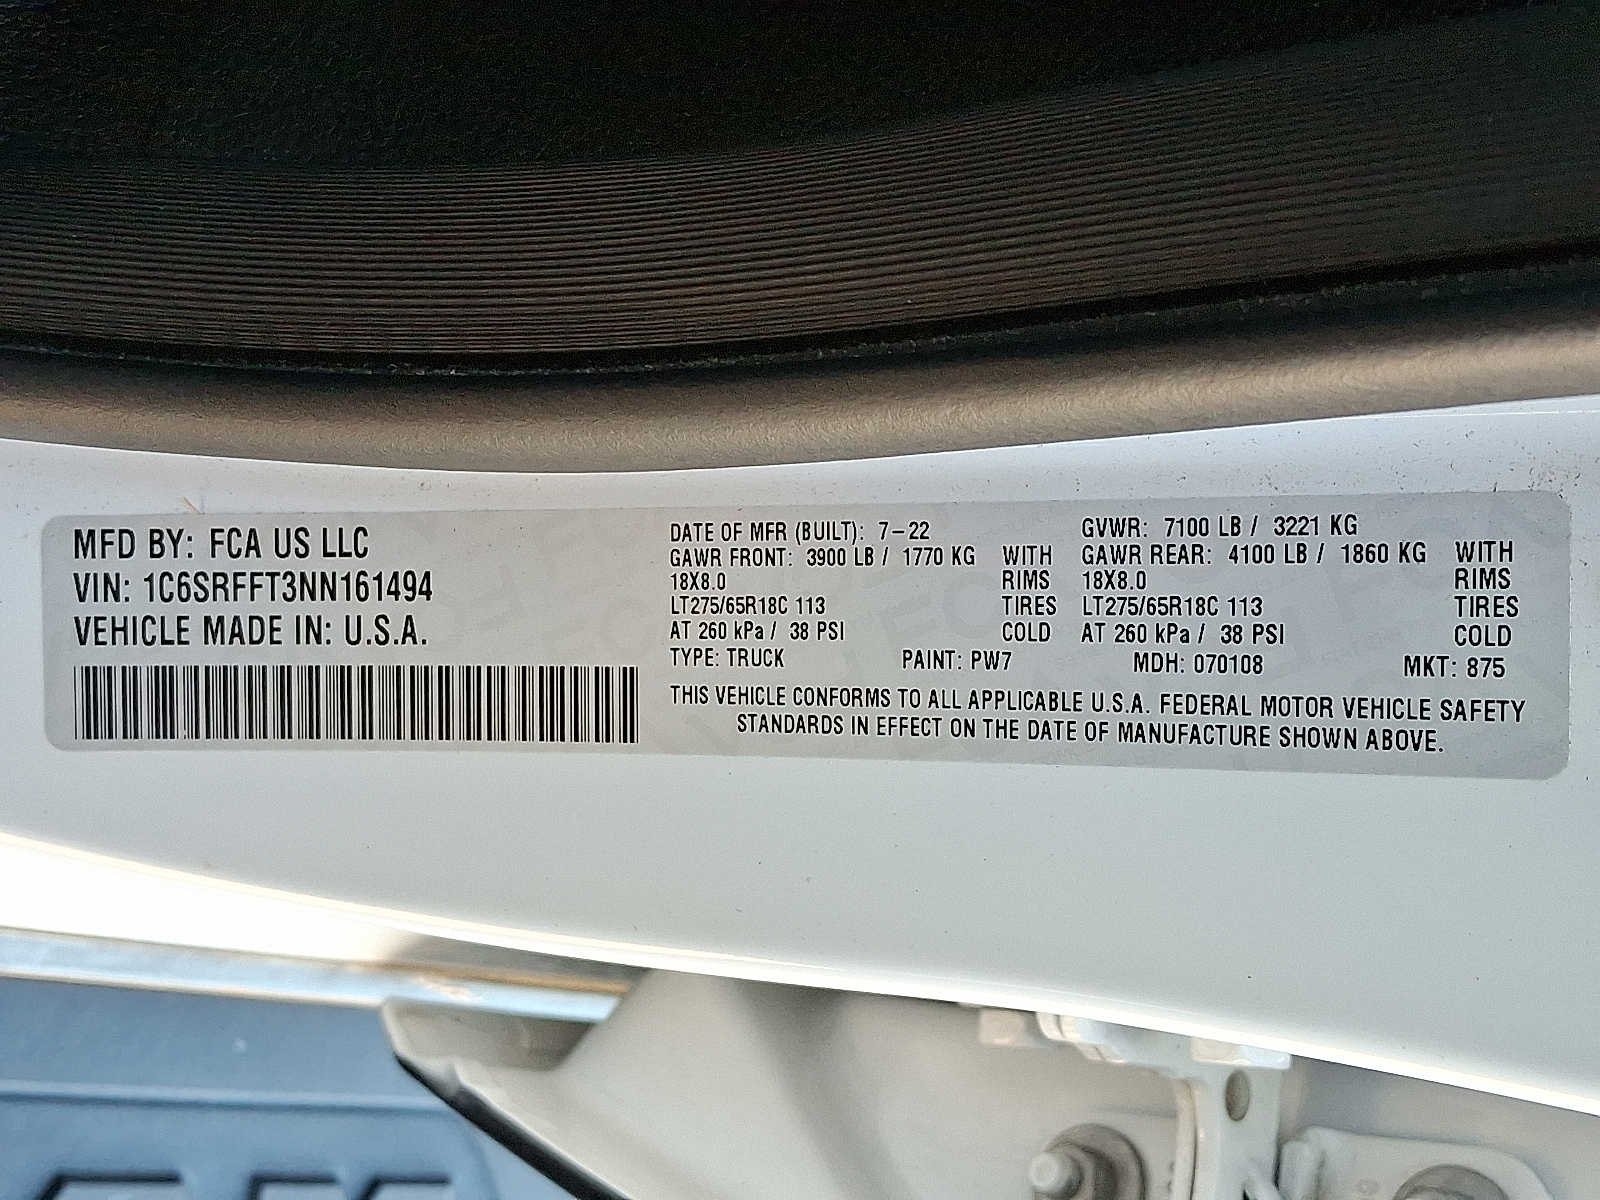 MFD BY: FCA US LLC
VIN: 1C6SRFFT3NN161494
VEHICLE MADE IN: U.S.A.
DATE OF MFR (BUILT): 7-22 GVWR: 7100 LB / 3221 KG
GAWR FRONT: 3900 LB / 1770 KG WITH GAWR REAR: 4100 LB / 1860 KG WITH
18X8.0 RIMS 18X8.0 RIMS
LT275/65R18C 113 TIRES LT275/65R18C 113 TIRES
AT 260 kPa / 38 PSI COLD AT 260 kPa / 38 PSI COLD
TYPE: TRUCK PAINT: PW7 MDH: 070108 MKT: 875
THIS VEHICLE CONFORMS TO ALL APPLICABLE U.S.A. FEDERAL MOTOR VEHICLE SAFETY
STANDARDS IN EFFECT ON THE DATE OF MANUFACTURE SHOWN ABOVE.